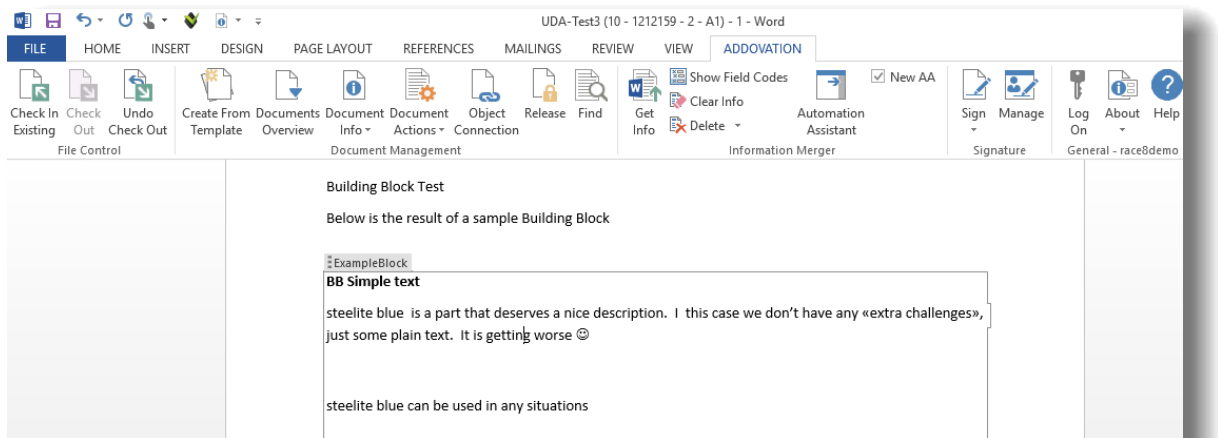 UDA-Test3 (10 - 1212159 - 2 - A1) - 1 - Word
FILE HOME INSERT DESIGN PAGE LAYOUT REFERENCES MAILINGS REVIEW VIEW ADDOVATION
Check In Existing
Check Out
Undo Check Out
File Control
Create From Template
Documents Overview
Document Info
Document Actions
Object Connection
Release
Find
Document Management
Get Info
Show Field Codes
Clear Info
Delete
Automation Assistant
New AA
Information Merger
Sign
Manage
Signature
Log On
About
Help
General - race8demo
Building Block Test
Below is the result of a sample Building Block
ExampleBlock
BB Simple text
steelite blue  is a part that deserves a nice description.  I  this case we don’t have any «extra challenges»,
just some plain text.  It is getting worse ☺
steelite blue can be used in any situations